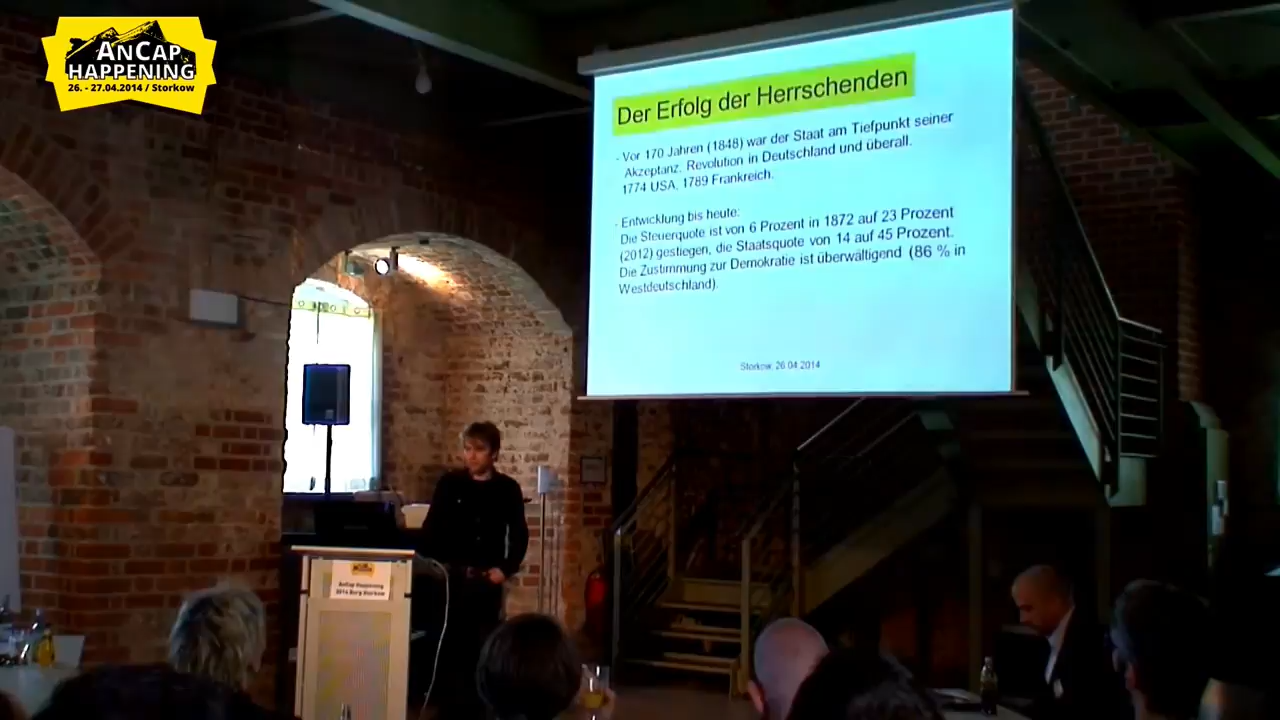 AnCap
Happening
26. - 27.04.2014 / Storkow
Der Erfolg der Herrschenden
- Vor 170 Jahren (1848) war der Staat am Tiefpunkt seiner
Akzeptanz. Revolution in Deutschland und überall.
1774 USA, 1789 Frankreich.
- Entwicklung bis heute:
Die Steuerquote ist von 6 Prozent in 1872 auf 23 Prozent
(2012) gestiegen, die Staatsquote von 14 auf 45 Prozent.
Die Zustimmung zur Demokratie ist überwältigend (86 % in
Westdeutschland).
Storkow, 26.04.2014
AnCap Happening
2014 Burg Storkow